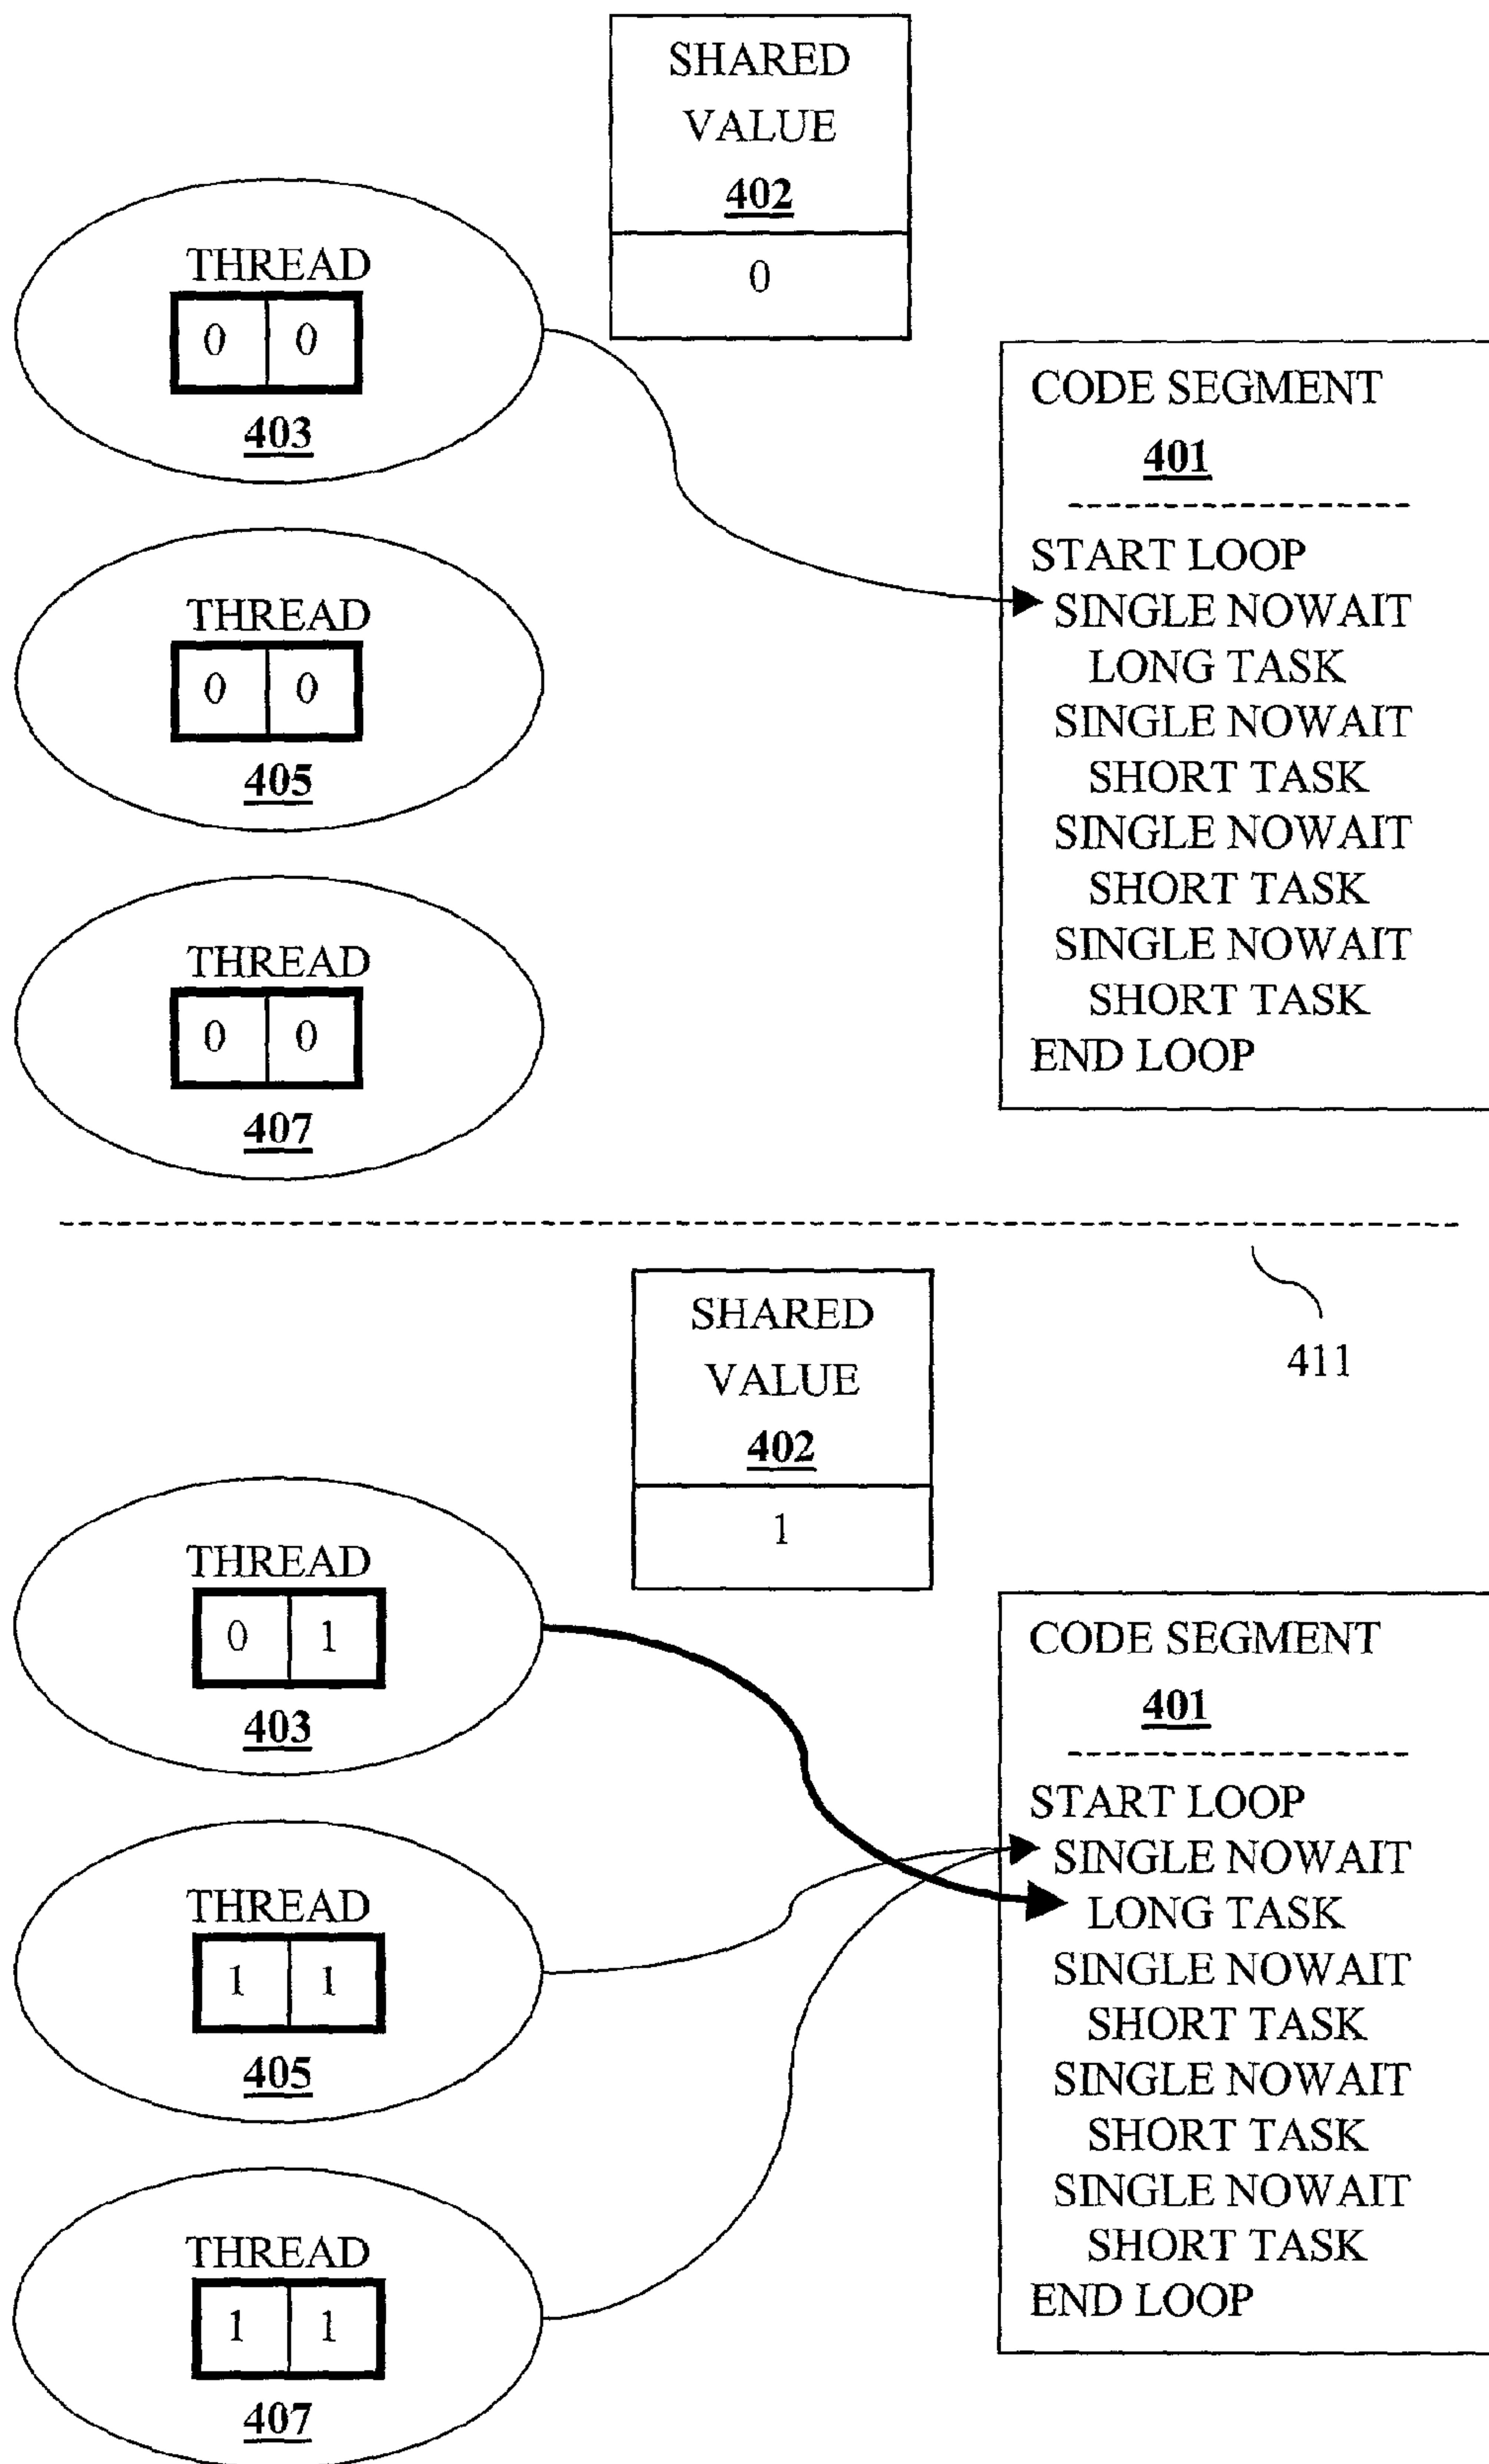 SHARED
VALUE
402
0
THREAD
0 0
403
THREAD
0 0
405
THREAD
0 0
407
CODE SEGMENT
401
START LOOP
SINGLE NOWAIT
LONG TASK
SINGLE NOWAIT
SHORT TASK
SINGLE NOWAIT
SHORT TASK
SINGLE NOWAIT
SHORT TASK
END LOOP
411
SHARED
VALUE
402
1
THREAD
0 1
403
THREAD
1 1
405
THREAD
1 1
407
CODE SEGMENT
401
START LOOP
SINGLE NOWAIT
LONG TASK
SINGLE NOWAIT
SHORT TASK
SINGLE NOWAIT
SHORT TASK
SINGLE NOWAIT
SHORT TASK
END LOOP